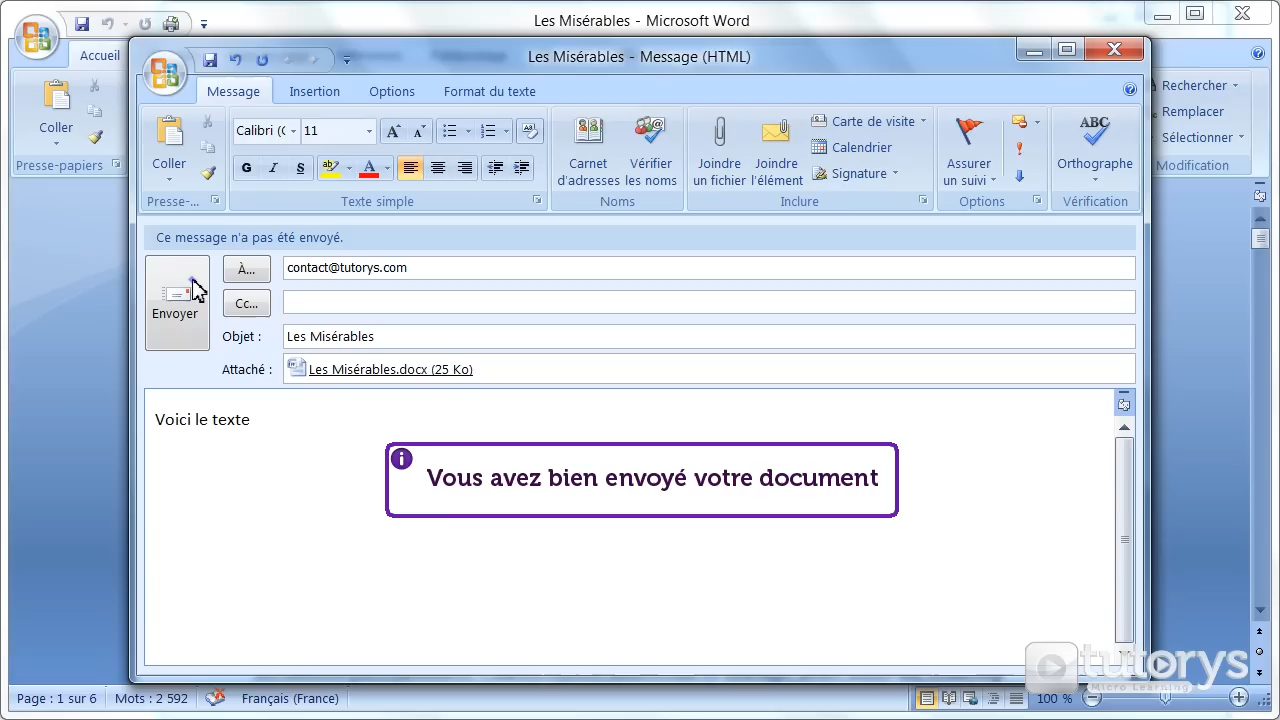 Les Misérables - Microsoft Word
Accueil
Les Misérables - Message (HTML)
Message
Insertion
Options
Format du texte
Coller
Presse-papiers
Coller
Presse-...
Calibri (C
11
G I S
Texte simple
Carnet
d'adresses
Vérifier
les noms
Noms
Joindre
un fichier
Joindre
l'élément
Carte de visite
Calendrier
Signature
Inclure
Assurer
un suivi
Options
ABC
Orthographe
Vérification
Rechercher
Remplacer
Sélectionner
Modification
Ce message n'a pas été envoyé.
Envoyer
À...
contact@tutorys.com
Cc...
Objet :
Les Misérables
Attaché :
Les Misérables.docx (25 Ko)
Voici le texte
Vous avez bien envoyé votre document
tutorys
Micro Learning
Page : 1 sur 6
Mots : 2 592
Français (France)
100 %